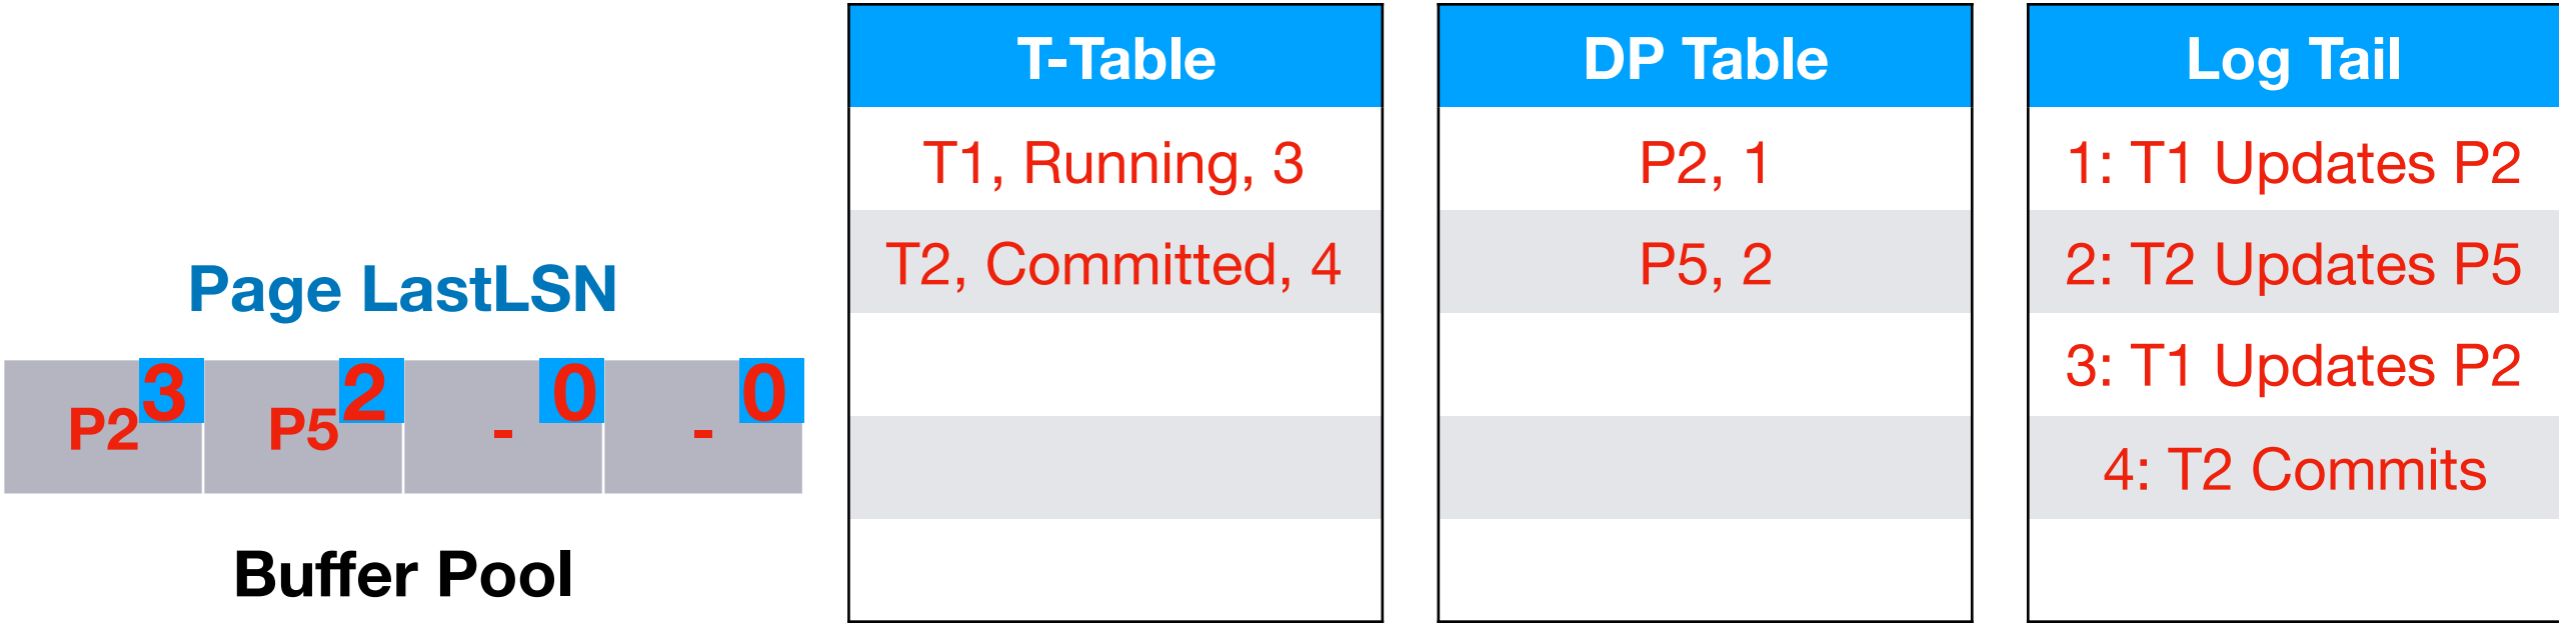 Page LastLSN
P2 3 P5 2 - 0 - 0
Buffer Pool
T-Table
T1, Running, 3
T2, Committed, 4
DP Table
P2, 1
P5, 2
Log Tail
1: T1 Updates P2
2: T2 Updates P5
3: T1 Updates P2
4: T2 Commits